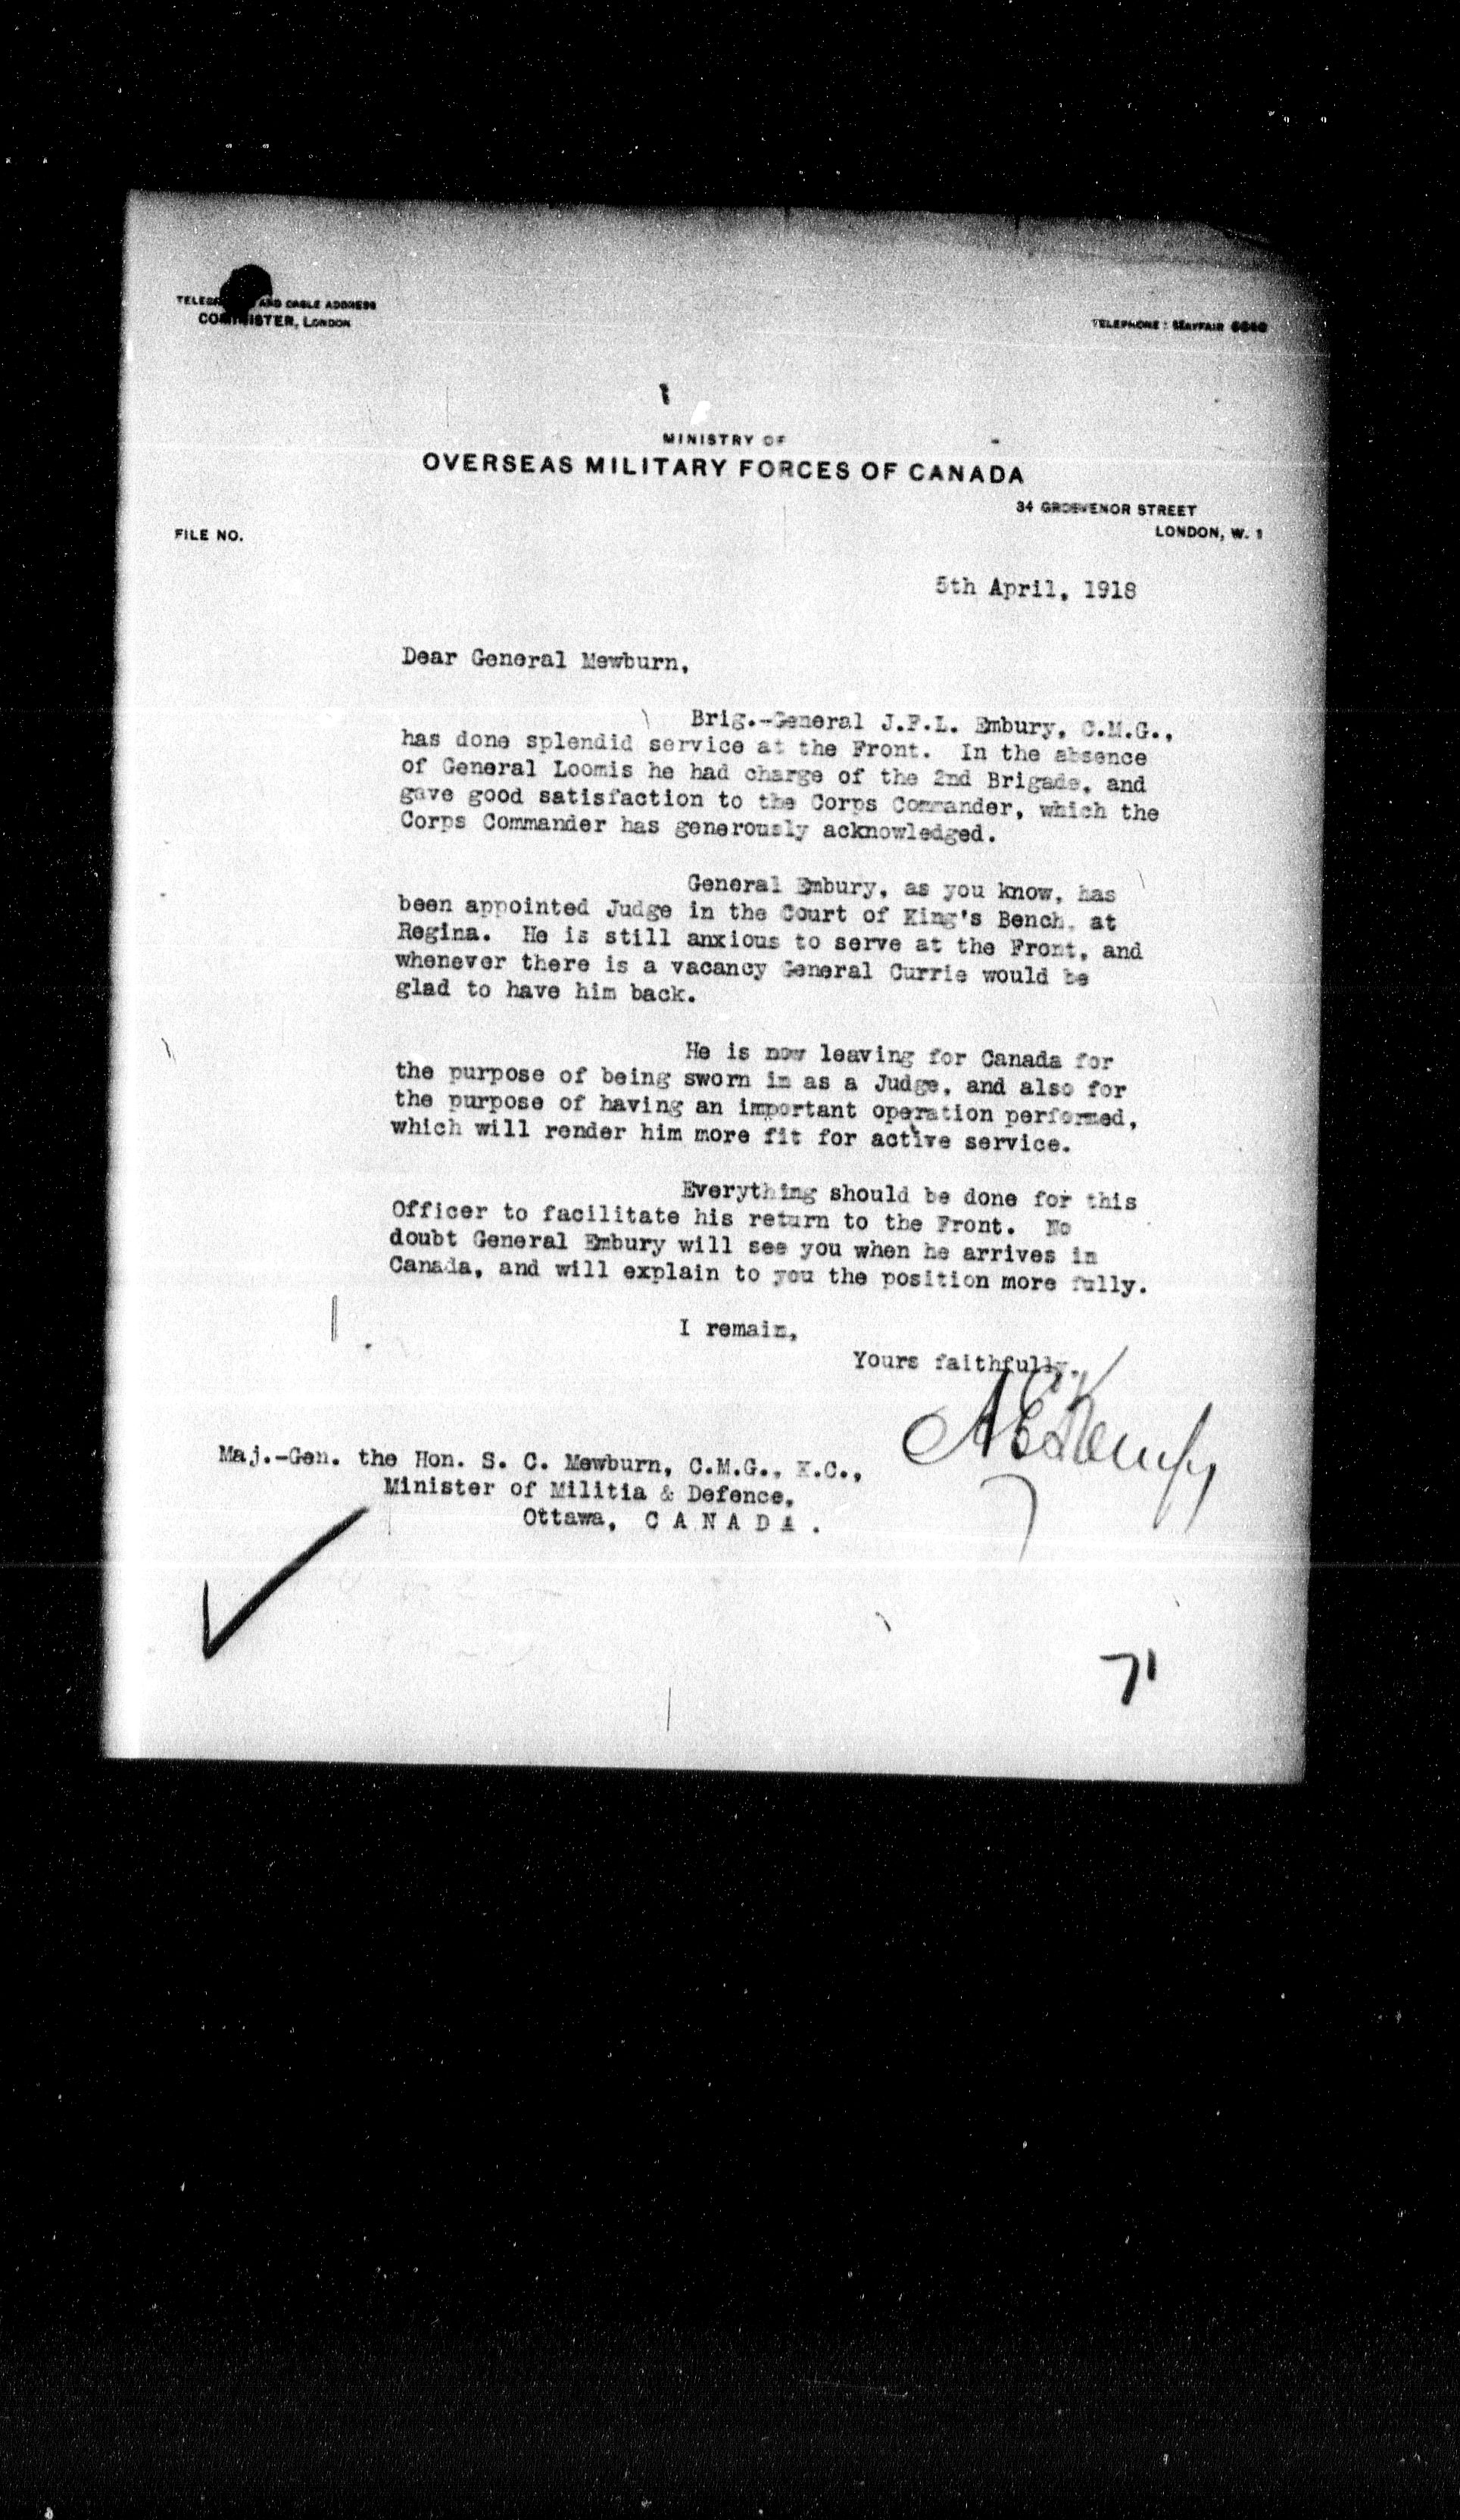 AND CABLE ADDRESS
LONDON
TELEPHONE: MAYFAIR
MINISTRY OF
OVERSEAS MILITARY FORCES OF CANADA
34 GROSVENOR STREET
LONDON, W. 1
FILE NO.
5th April, 1918
Dear General Mewburn,
Brig.-General J.F.L. Embury, C.M.G.,
has done splendid service at the Front. In the absence
of General Loomis he had charge of the 2nd Brigade, and
gave good satisfaction to the Corps Commander, which the
Corps Commander has generously acknowledged.
General Embury, as you know, has
been appointed Judge in the Court of King's Bench, at
Regina. He is still anxious to serve at the Front, and
whenever there is a vacancy General Currie would be
glad to have him back.
He is now leaving for Canada for
the purpose of being sworn in as a Judge, and also for
the purpose of having an important operation performed,
which will render him more fit for active service.
Everything should be done for this
Officer to facilitate his return to the Front. No
doubt General Embury will see you when he arrives in
Canada, and will explain to you the position more fully.
I remain,
Yours faithfully,
A E Kemp
Maj.-Gen. the Hon. S. C. Mewburn, C.M.G., K.C.,
Minister of Militia & Defence,
Ottawa, C A N A D A .
71